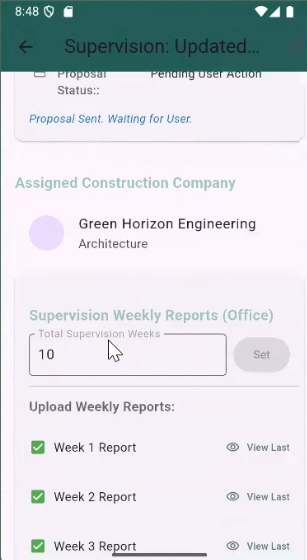 8:48
Supervision: Updated...
Proposal Pending User Action
Status::
Proposal Sent. Waiting for User.
Assigned Construction Company
Green Horizon Engineering
Architecture
Supervision Weekly Reports (Office)
Total Supervision Weeks
10
Set
Upload Weekly Reports:
Week 1 Report View Last
Week 2 Report View Last
Week 3 Report View Last